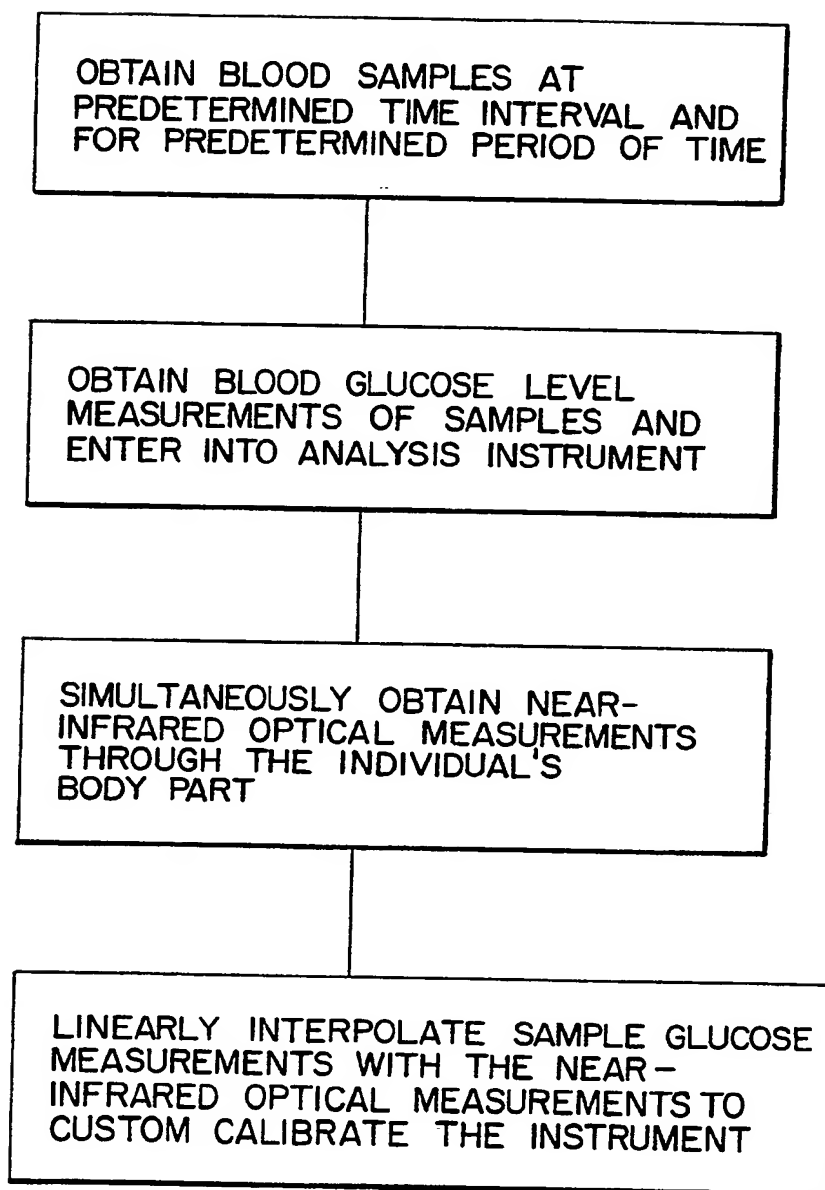 OBTAIN BLOOD SAMPLES AT
PREDETERMINED TIME INTERVAL AND
FOR PREDETERMINED PERIOD OF TIME
OBTAIN BLOOD GLUCOSE LEVEL
MEASUREMENTS OF SAMPLES AND
ENTER INTO ANALYSIS INSTRUMENT
SIMULTANEOUSLY OBTAIN NEAR-
INFRARED OPTICAL MEASUREMENTS
THROUGH THE INDIVIDUAL'S
BODY PART
LINEARLY INTERPOLATE SAMPLE GLUCOSE
MEASUREMENTS WITH THE NEAR-
INFRARED OPTICAL MEASUREMENTS TO
CUSTOM CALIBRATE THE INSTRUMENT